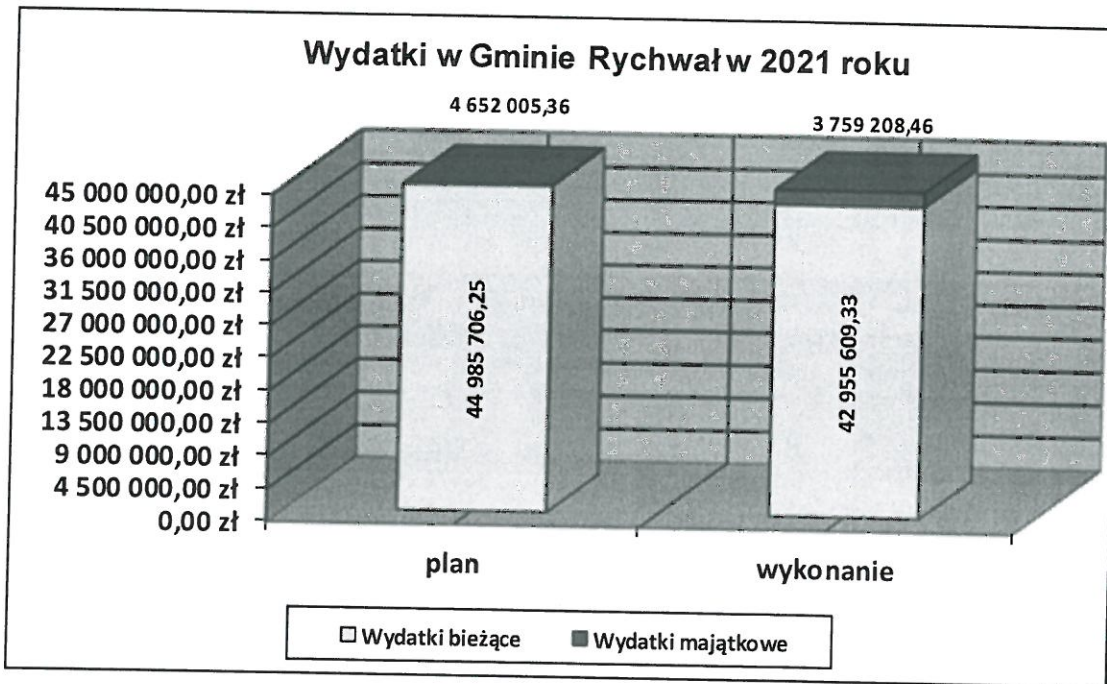 Wydatki w Gminie Rychwał w 2021 roku
4 652 005,36
3 759 208,46
45 000 000,00 zł
40 500 000,00 zł
36 000 000,00 zł
31 500 000,00 zł
27 000 000,00 zł
22 500 000,00 zł
18 000 000,00 zł
13 500 000,00 zł
9 000 000,00 zł
4 500 000,00 zł
0,00 zł
44 985 706,25
42 955 609,33
plan
wykonanie
Wydatki bieżące
Wydatki majątkowe